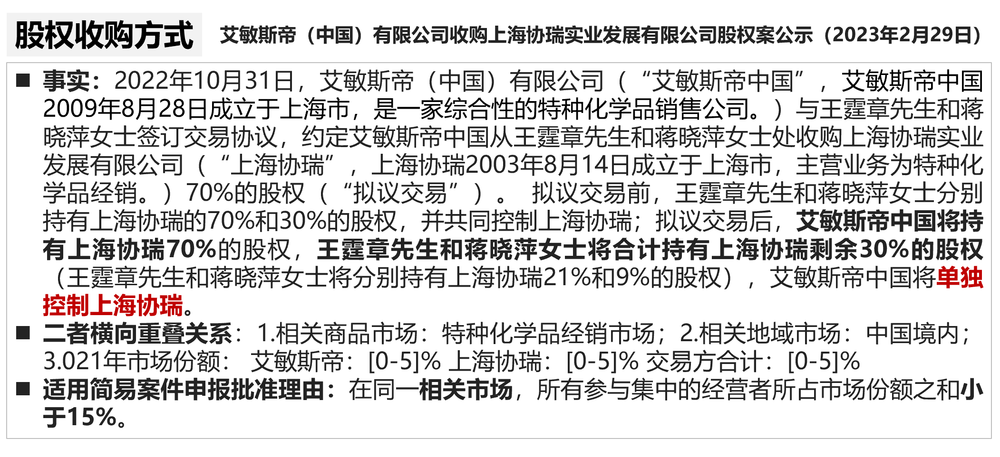 股权收购方式 艾敏斯帝（中国）有限公司收购上海协瑞实业发展有限公司股权案公示（2023年2月29日）
■ 事实：2022年10月31日，艾敏斯帝（中国）有限公司（“艾敏斯帝中国”，艾敏斯帝中国
2009年8月28日成立于上海市，是一家综合性的特种化学品销售公司。）与王霆章先生和蒋
晓萍女士签订交易协议，约定艾敏斯帝中国从王霆章先生和蒋晓萍女士处收购上海协瑞实业
发展有限公司（“上海协瑞”，上海协瑞2003年8月14日成立于上海市，主营业务为特种化
学品经销。）70%的股权（“拟议交易”）。 拟议交易前，王霆章先生和蒋晓萍女士分别
持有上海协瑞的70%和30%的股权，并共同控制上海协瑞；拟议交易后，艾敏斯帝中国将持
有上海协瑞70%的股权，王霆章先生和蒋晓萍女士将合计持有上海协瑞剩余30%的股权
（王霆章先生和蒋晓萍女士将分别持有上海协瑞21%和9%的股权），艾敏斯帝中国将单独
控制上海协瑞。
■ 二者横向重叠关系：1.相关商品市场：特种化学品经销市场；2.相关地域市场：中国境内；
3.021年市场份额： 艾敏斯帝：[0-5]% 上海协瑞：[0-5]% 交易方合计：[0-5]%
■ 适用简易案件申报批准理由：在同一相关市场，所有参与集中的经营者所占市场份额之和小
于15%。